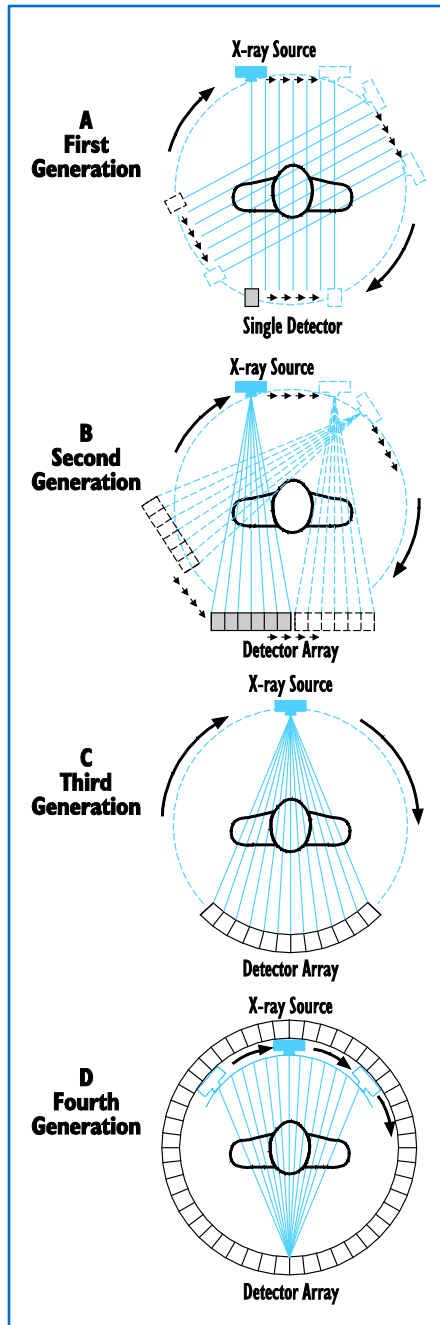 X-ray Source
A
First
Generation
Single Detector
X-ray Source
B
Second
Generation
Detector Array
X-ray Source
C
Third
Generation
Detector Array
X-ray Source
D
Fourth
Generation
Detector Array